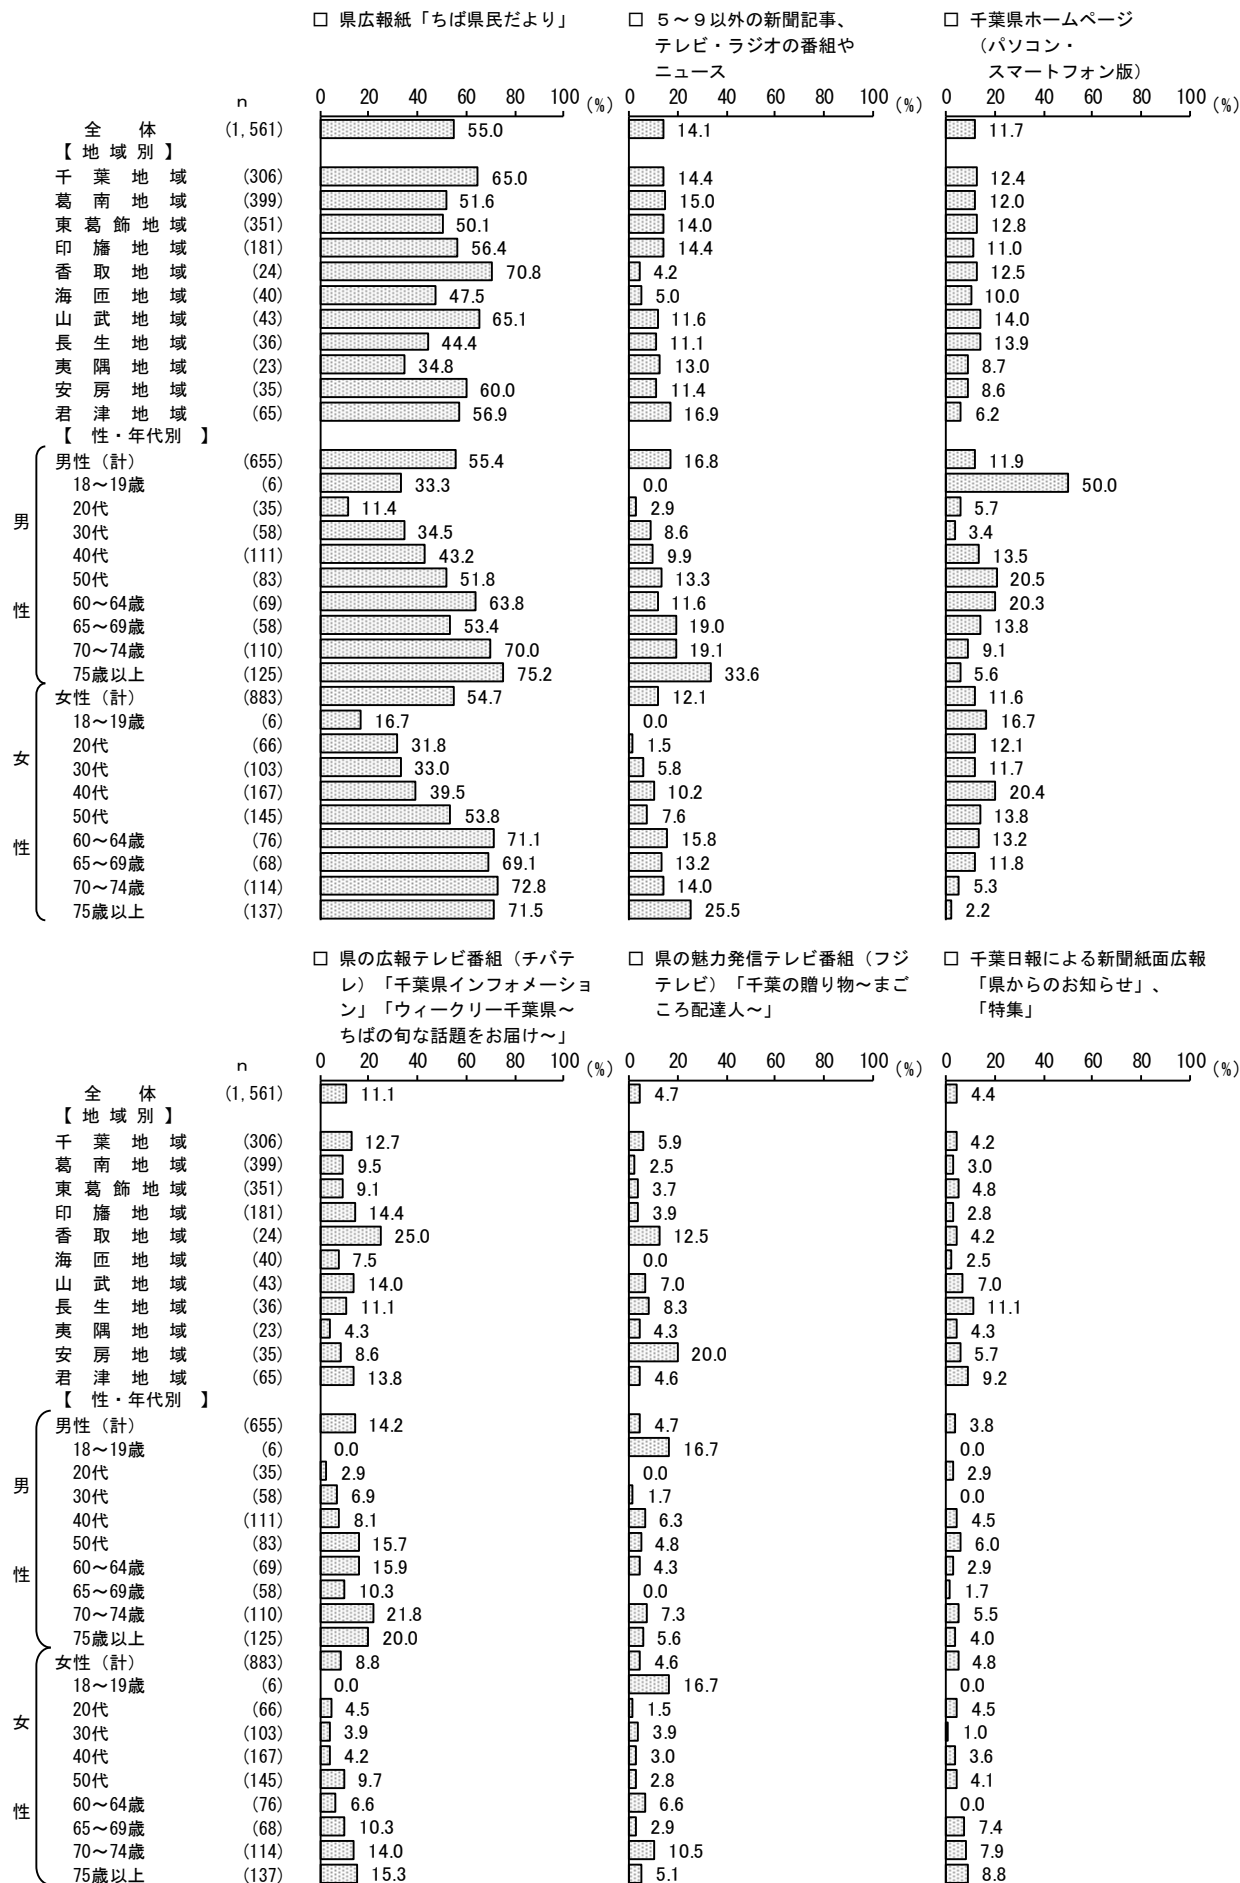 □ 県広報紙「ちば県民だより」
□ ５～９以外の新聞記事、
テレビ・ラジオの番組や
ニュース
□ 千葉県ホームページ
（パソコン・
スマートフォン版）
n 0 20 40 60 80 100 (%) 0 20 40 60 80 100 (%) 0 20 40 60 80 100 (%)
全体 (1,561) 55.0 14.1 11.7
【地域別】
千葉地域 (306) 65.0 14.4 12.4
葛南地域 (399) 51.6 15.0 12.0
東葛飾地域 (351) 50.1 14.0 12.8
印旛地域 (181) 56.4 14.4 11.0
香取地域 (24) 70.8 4.2 12.5
海匝地域 (40) 47.5 5.0 10.0
山武地域 (43) 65.1 11.6 14.0
長生地域 (36) 44.4 11.1 13.9
夷隅地域 (23) 34.8 13.0 8.7
安房地域 (35) 60.0 11.4 8.6
君津地域 (65) 56.9 16.9 6.2
【性・年代別】
男性
男性（計） (655) 55.4 16.8 11.9
18～19歳 (6) 33.3 0.0 50.0
20代 (35) 11.4 2.9 5.7
30代 (58) 34.5 8.6 3.4
40代 (111) 43.2 9.9 13.5
50代 (83) 51.8 13.3 20.5
60～64歳 (69) 63.8 11.6 20.3
65～69歳 (58) 53.4 19.0 13.8
70～74歳 (110) 70.0 19.1 9.1
75歳以上 (125) 75.2 33.6 5.6
女性
女性（計） (883) 54.7 12.1 11.6
18～19歳 (6) 16.7 0.0 16.7
20代 (66) 31.8 1.5 12.1
30代 (103) 33.0 5.8 11.7
40代 (167) 39.5 10.2 20.4
50代 (145) 53.8 7.6 13.8
60～64歳 (76) 71.1 15.8 13.2
65～69歳 (68) 69.1 13.2 11.8
70～74歳 (114) 72.8 14.0 5.3
75歳以上 (137) 71.5 25.5 2.2
□ 県の広報テレビ番組（チバテ
レ）「千葉県インフォメーショ
ン」「ウィークリー千葉県～
ちばの旬な話題をお届け～」
□ 県の魅力発信テレビ番組（フジ
テレビ）「千葉の贈り物～まご
ころ配達人～」
□ 千葉日報による新聞紙面広報
「県からのお知らせ」、
「特集」
n 0 20 40 60 80 100 (%) 0 20 40 60 80 100 (%) 0 20 40 60 80 100 (%)
全体 (1,561) 11.1 4.7 4.4
【地域別】
千葉地域 (306) 12.7 5.9 4.2
葛南地域 (399) 9.5 2.5 3.0
東葛飾地域 (351) 9.1 3.7 4.8
印旛地域 (181) 14.4 3.9 2.8
香取地域 (24) 25.0 12.5 4.2
海匝地域 (40) 7.5 0.0 2.5
山武地域 (43) 14.0 7.0 7.0
長生地域 (36) 11.1 8.3 11.1
夷隅地域 (23) 4.3 4.3 4.3
安房地域 (35) 8.6 20.0 5.7
君津地域 (65) 13.8 4.6 9.2
【性・年代別】
男性
男性（計） (655) 14.2 4.7 3.8
18～19歳 (6) 0.0 16.7 0.0
20代 (35) 2.9 0.0 2.9
30代 (58) 6.9 1.7 0.0
40代 (111) 8.1 6.3 4.5
50代 (83) 15.7 4.8 6.0
60～64歳 (69) 15.9 4.3 2.9
65～69歳 (58) 10.3 0.0 1.7
70～74歳 (110) 21.8 7.3 5.5
75歳以上 (125) 20.0 5.6 4.0
女性
女性（計） (883) 8.8 4.6 4.8
18～19歳 (6) 0.0 16.7 0.0
20代 (66) 4.5 1.5 4.5
30代 (103) 3.9 3.9 1.0
40代 (167) 4.2 3.0 3.6
50代 (145) 9.7 2.8 4.1
60～64歳 (76) 6.6 6.6 0.0
65～69歳 (68) 10.3 2.9 7.4
70～74歳 (114) 14.0 10.5 7.9
75歳以上 (137) 15.3 5.1 8.8